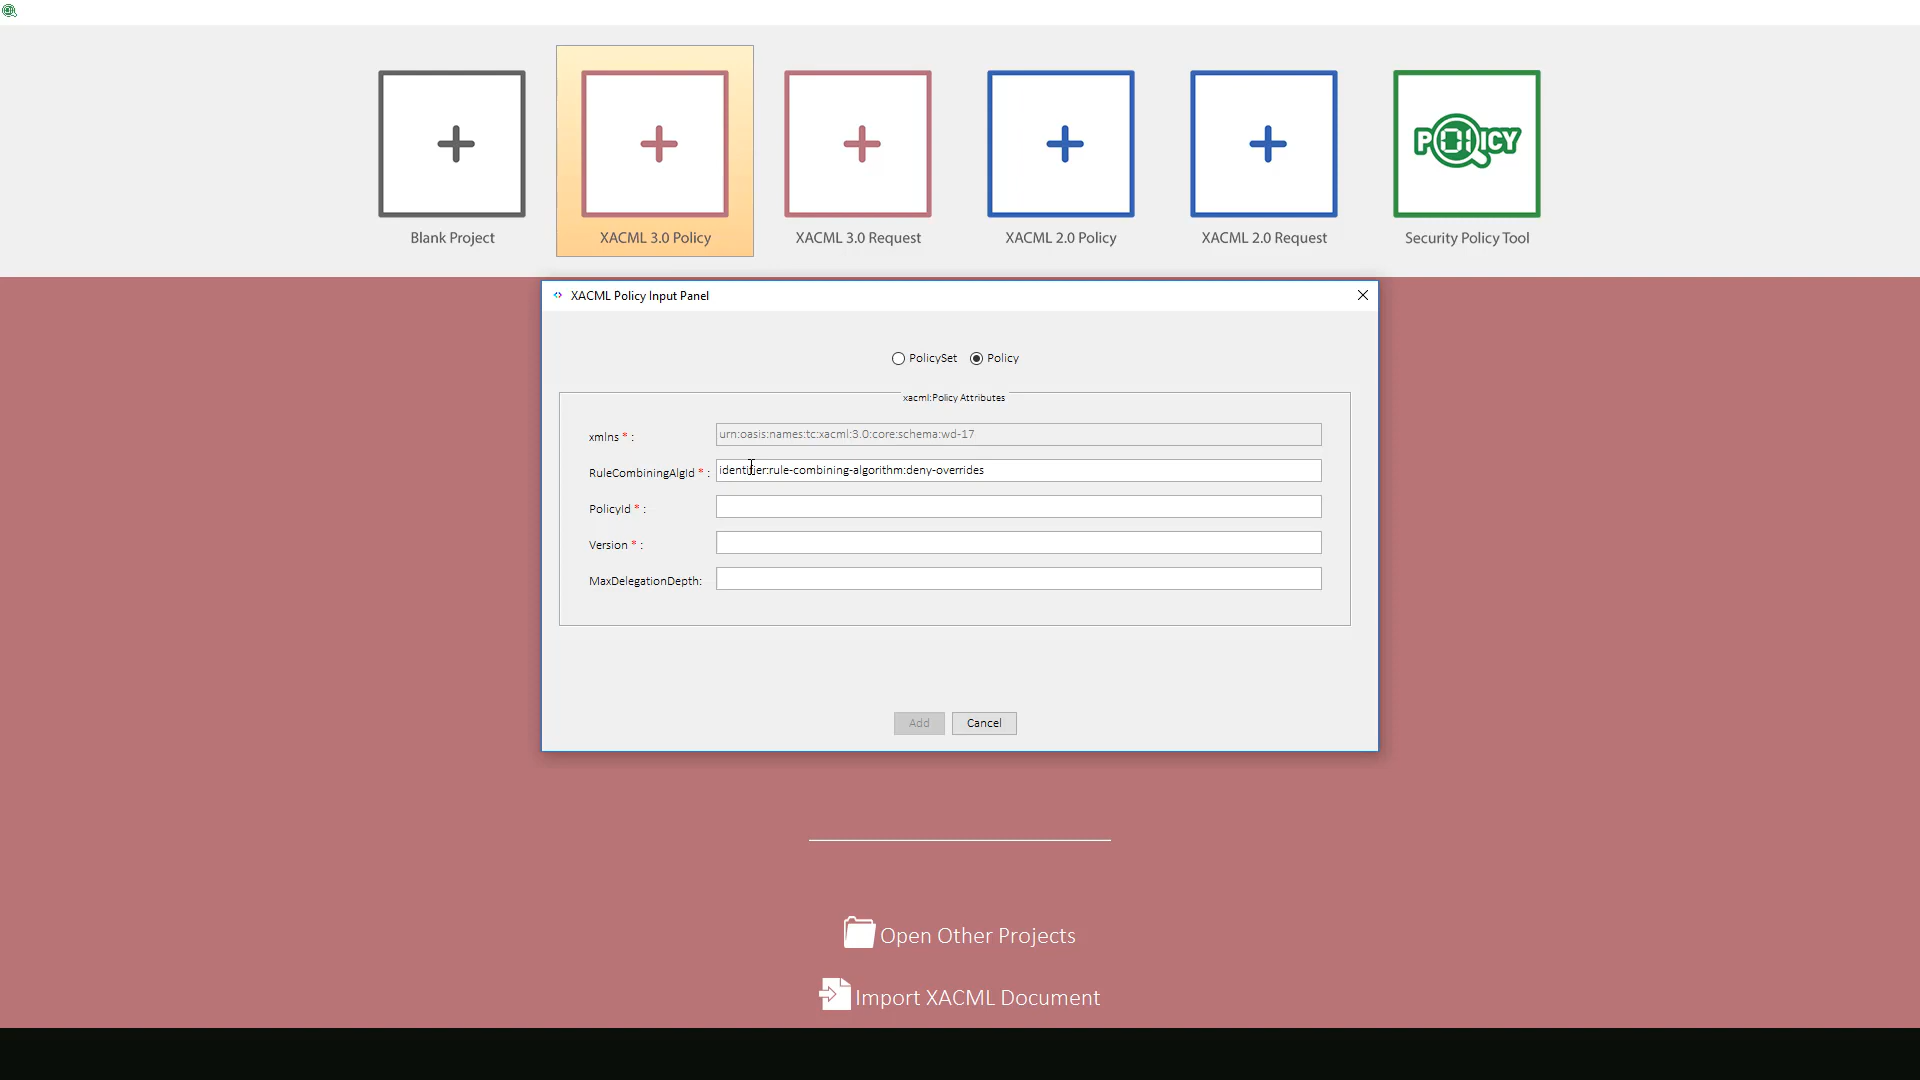 POLICY
Blank Project
XACML 3.0 Policy
XACML 3.0 Request
XACML 2.0 Policy
XACML 2.0 Request
Security Policy Tool
XACML Policy Input Panel
PolicySet
Policy
xacml:Policy Attributes
xmlns * :
urn:oasis:names:tc:xacml:3.0:core:schema:wd-17
RuleCombiningAlgId * :
identifier:rule-combining-algorithm:deny-overrides
PolicyId * :
Version * :
MaxDelegationDepth:
Add
Cancel
Open Other Projects
Import XACML Document